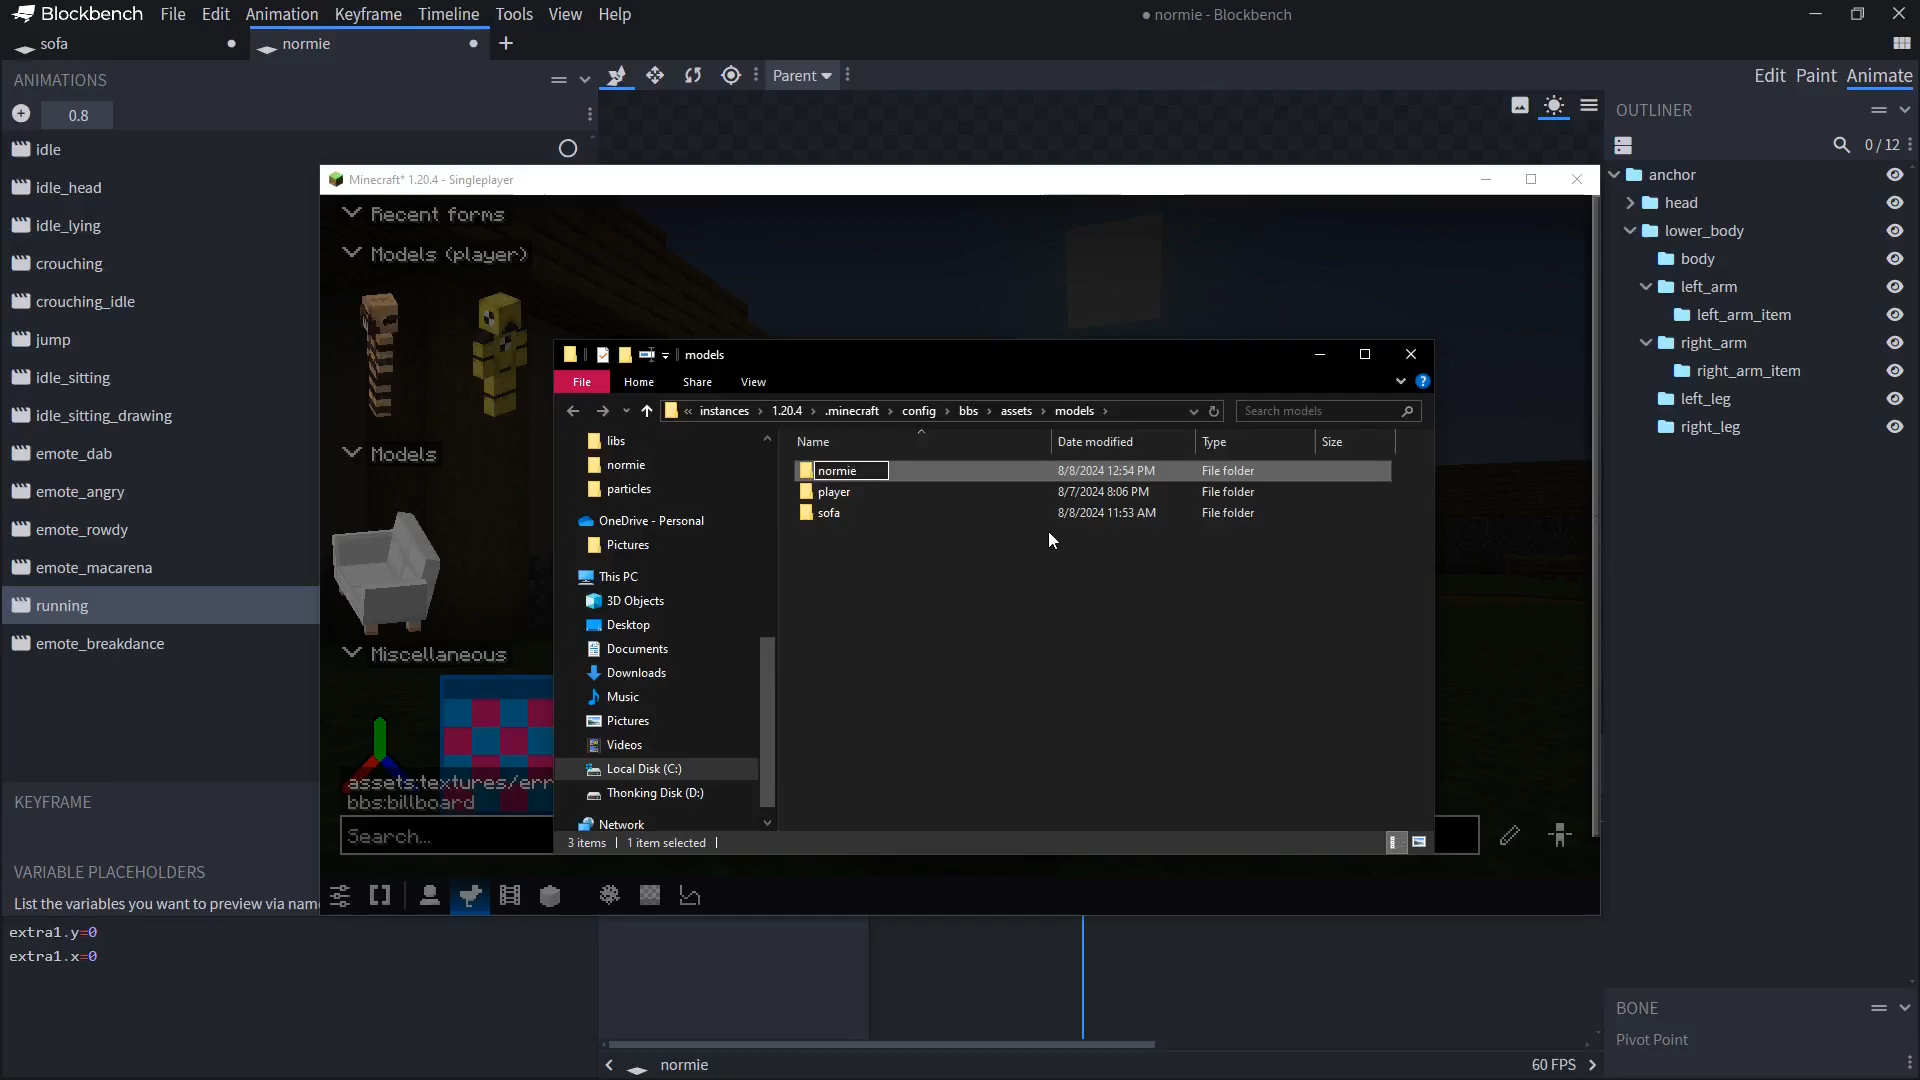 Blockbench File Edit Animation Keyframe Timeline Tools View Help
normie - Blockbench
sofa
normie
ANIMATIONS
Parent
Edit Paint Animate
0.8
OUTLINER
0 / 12
idle
idle_head
idle_lying
crouching
crouching_idle
jump
idle_sitting
idle_sitting_drawing
emote_dab
emote_angry
emote_rowdy
emote_macarena
running
emote_breakdance
KEYFRAME
VARIABLE PLACEHOLDERS
List the variables you want to preview via nam
extra1.y=0
extra1.x=0
Minecraft* 1.20.4 - Singleplayer
Recent forms
Models (player)
Models
Miscellaneous
assets:textures/err
bbs:billboard
Search...
models
File Home Share View
« instances › 1.20.4 › .minecraft › config › bbs › assets › models ›
Search models
libs
normie
particles
OneDrive - Personal
Pictures
This PC
3D Objects
Desktop
Documents
Downloads
Music
Pictures
Videos
Local Disk (C:)
Thonking Disk (D:)
Network
Name Date modified Type Size
normie 8/8/2024 12:54 PM File folder
player 8/7/2024 8:06 PM File folder
sofa 8/8/2024 11:53 AM File folder
3 items 1 item selected
anchor
head
lower_body
body
left_arm
left_arm_item
right_arm
right_arm_item
left_leg
right_leg
BONE
Pivot Point
normie
60 FPS